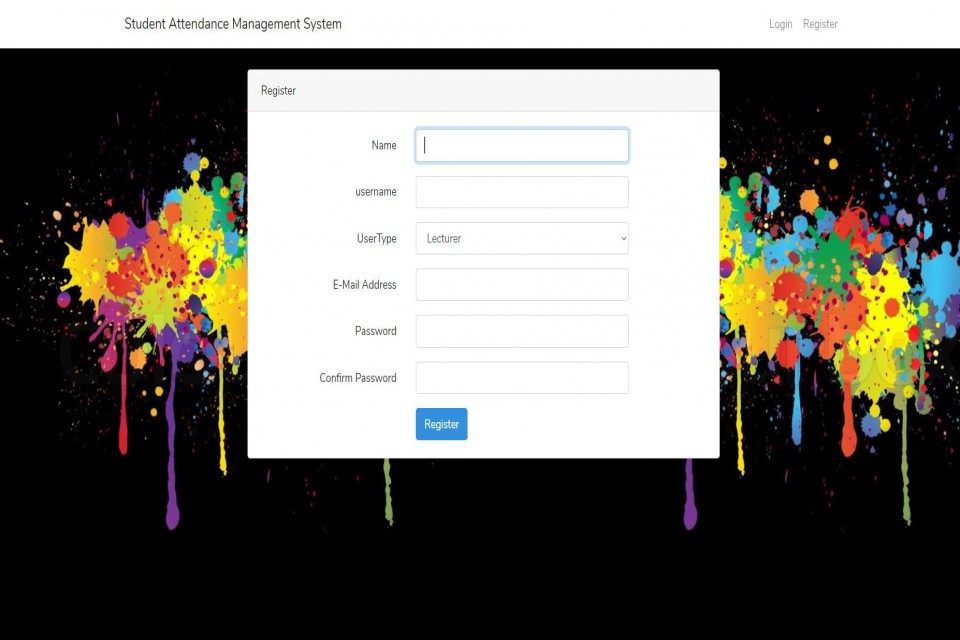 Student Attendance Management System
Login Register
Register
Name
username
UserType Lecturer
E-Mail Address
Password
Confirm Password
Register